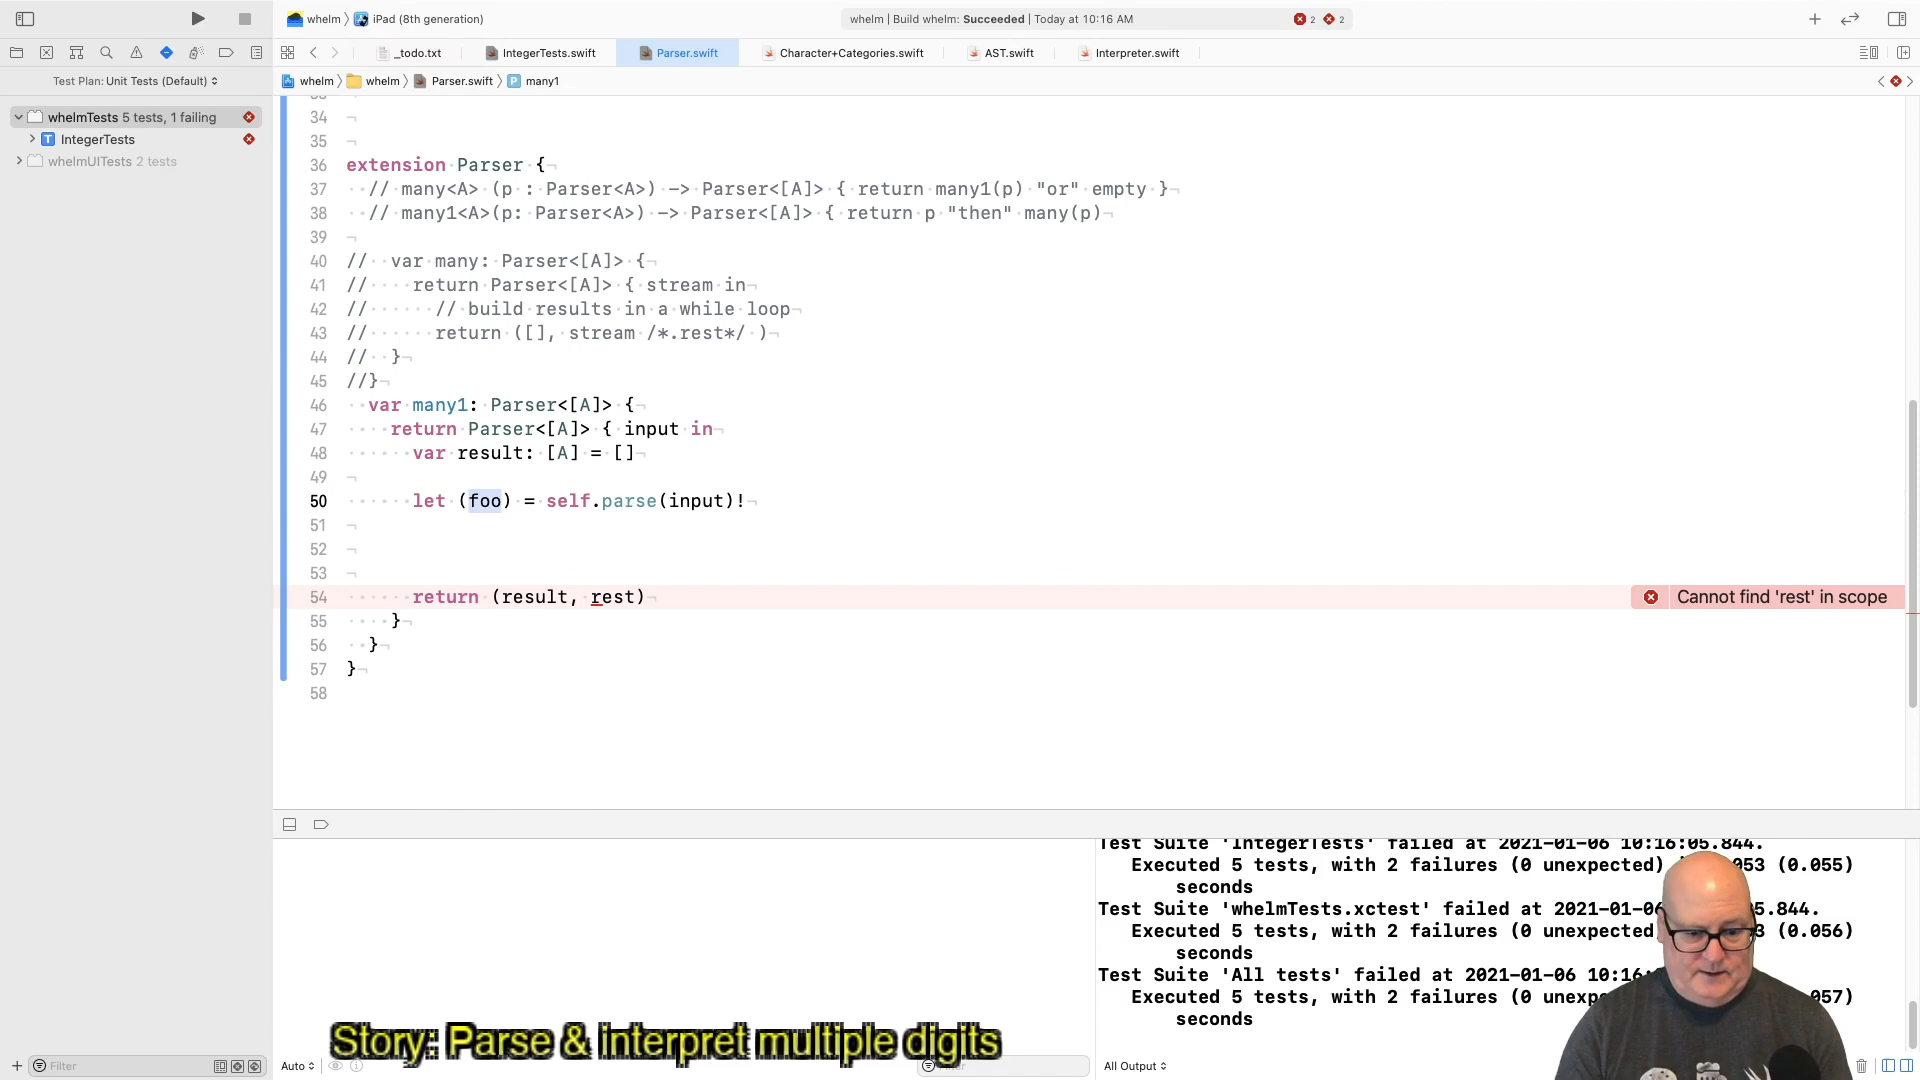 whelm
iPad (8th generation)
whelm | Build whelm: Succeeded | Today at 10:16 AM
2
2
_todo.txt
IntegerTests.swift
Parser.swift
Character+Categories.swift
AST.swift
Interpreter.swift
Test Plan: Unit Tests (Default)
whelm
whelm
Parser.swift
P
many1
whelmTests 5 tests, 1 failing
T IntegerTests
whelmUITests 2 tests
34
35
36 extension Parser {
37 // many<A> (p : Parser<A>) -> Parser<[A]> { return many1(p) "or" empty }
38 // many1<A>(p: Parser<A>) -> Parser<[A]> { return p "then" many(p)
39
40 // var many: Parser<[A]> {
41 // return Parser<[A]> { stream in
42 // // build results in a while loop
43 // return ([], stream /*.rest*/ )
44 // }
45 //}
46 var many1: Parser<[A]> {
47 return Parser<[A]> { input in
48 var result: [A] = []
49
50 let (foo) = self.parse(input)!
51
52
53
54 return (result, rest)
Cannot find 'rest' in scope
55 }
56 }
57 }
58
Test Suite 'IntegerTests' failed at 2021-01-06 10:16:05.844.
Executed 5 tests, with 2 failures (0 unexpected) 053 (0.055)
seconds
Test Suite 'whelmTests.xctest' failed at 2021-01-06 5.844.
Executed 5 tests, with 2 failures (0 unexpected 3 (0.056)
seconds
Test Suite 'All tests' failed at 2021-01-06 10:16:
Executed 5 tests, with 2 failures (0 unexp 057)
seconds
Story: Parse & interpret multiple digits
Filter
Auto
All Output